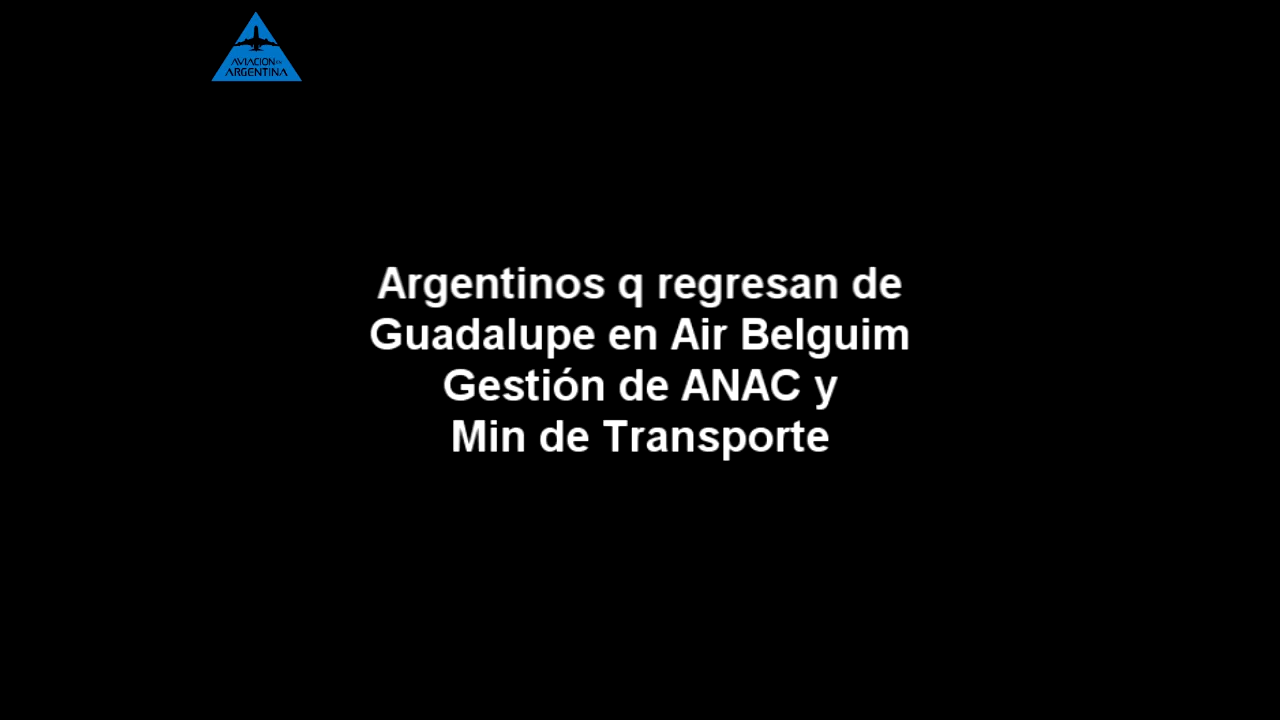 AVIACION EN
ARGENTINA
Argentinos q regresan de
Guadalupe en Air Belguim
Gestión de ANAC y
Min de Transporte